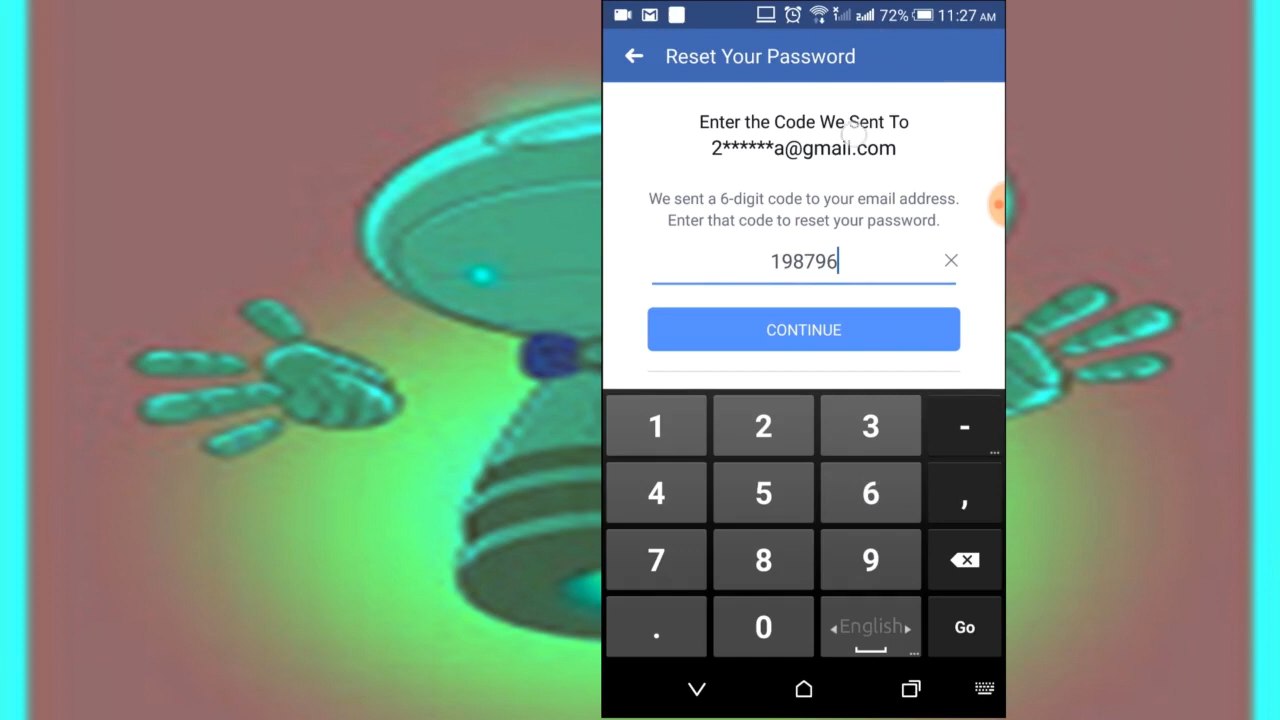 72% 11:27 AM
Reset Your Password
Enter the Code We Sent To
2******a@gmail.com
We sent a 6-digit code to your email address.
Enter that code to reset your password.
198796
CONTINUE
1 2 3 -
4 5 6 ,
7 8 9
. 0 English Go